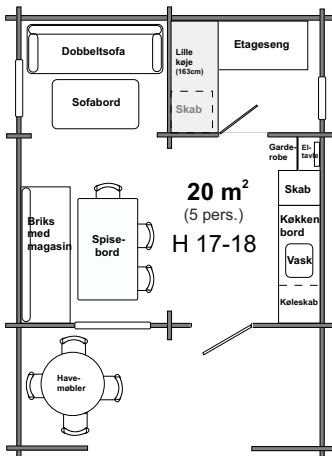 Dobbeltsofa
Sofabord
Lille
køje
(163cm)
Skab
Etageseng
Garde-
robe
El-
tavle
Skab
20 m²
(5 pers.)
H 17-18
Briks
med
magasin
Spise-
bord
Køkken
bord
Vask
Køleskab
Have-
møbler